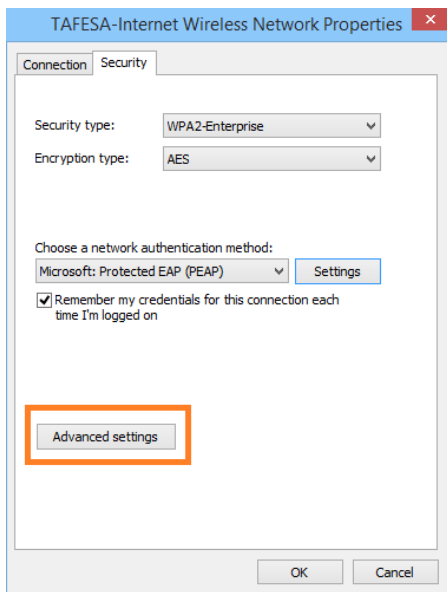 TAFESA-Internet Wireless Network Properties
Connection Security
Security type: WPA2-Enterprise
Encryption type: AES
Choose a network authentication method:
Microsoft: Protected EAP (PEAP) Settings
Remember my credentials for this connection each
time I'm logged on
Advanced settings
OK Cancel